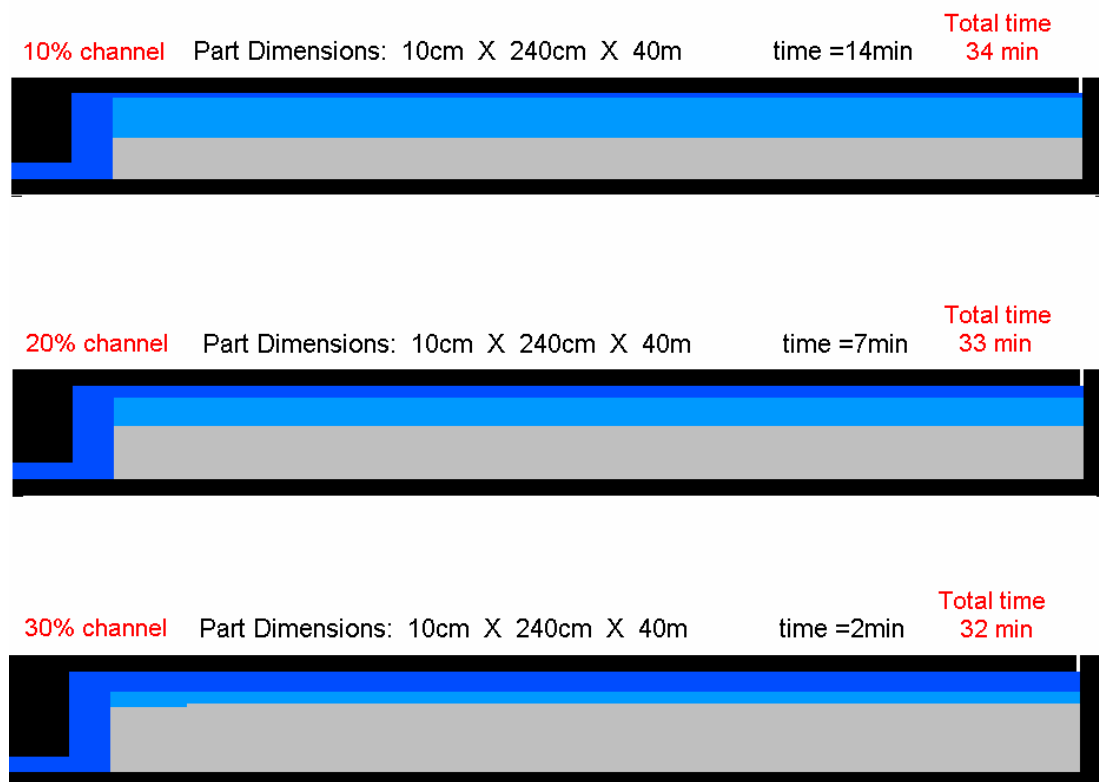 Total time
10% channel Part Dimensions: 10cm X 240cm X 40m time =14min 34 min
Total time
20% channel Part Dimensions: 10cm X 240cm X 40m time =7min 33 min
Total time
30% channel Part Dimensions: 10cm X 240cm X 40m time =2min 32 min